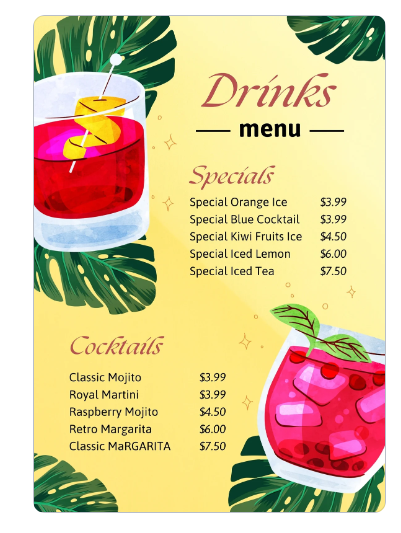 Drinks
menu
Specials
Special Orange Ice $3.99
Special Blue Cocktail $3.99
Special Kiwi Fruits Ice $4.50
Special Iced Lemon $6.00
Special Iced Tea $7.50
Cocktails
Classic Mojito $3.99
Royal Martini $3.99
Raspberry Mojito $4.50
Retro Margarita $6.00
Classic MaRGARITA $7.50